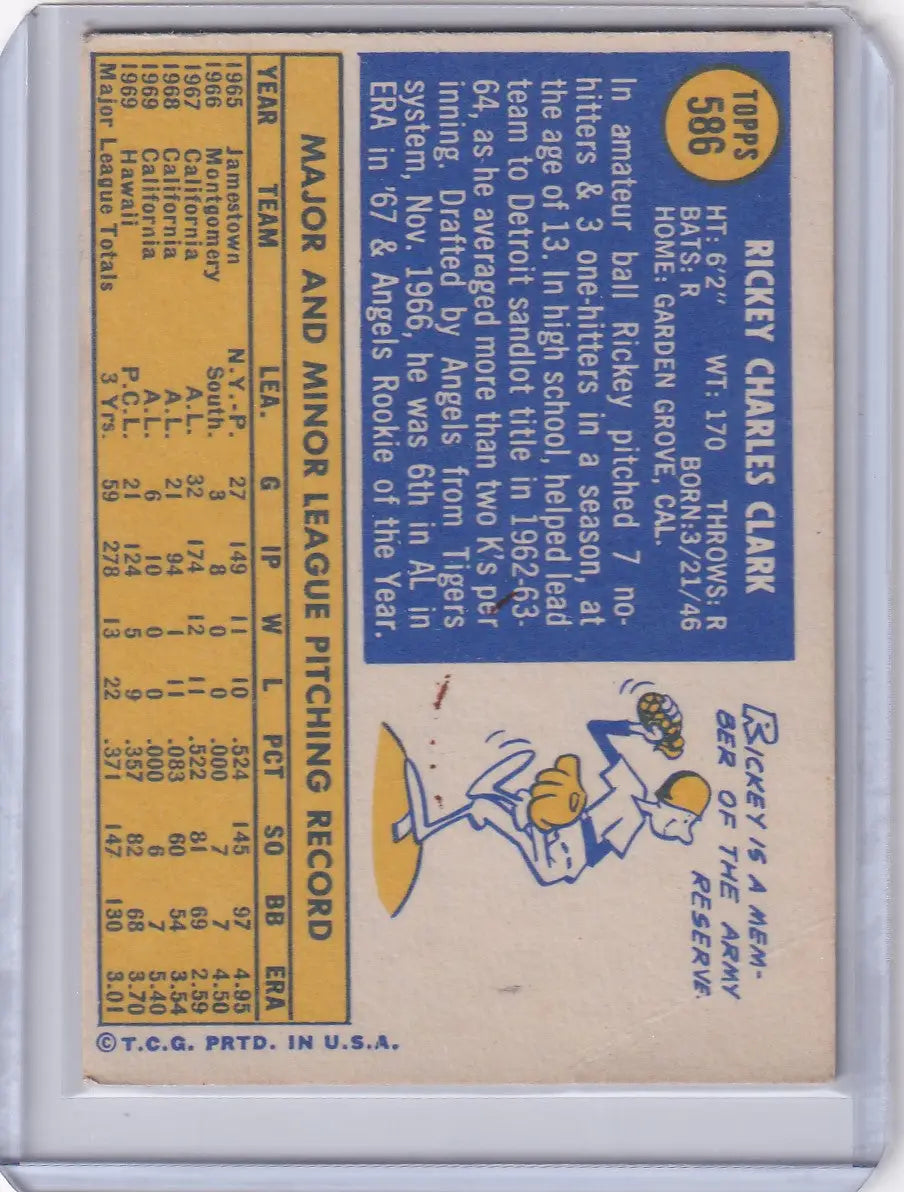 TOPPS
586
RICKEY CHARLES CLARK
HT: 6'2" WT: 170 THROWS: R
BATS: R BORN: 3/21/46
HOME: GARDEN GROVE, CAL.
In amateur ball Rickey pitched 7 no-
hitters & 3 one-hitters in a season, at
the age of 13. In high school, helped lead
team to Detroit sandlot title in 1962-63-
64, as he averaged more than two K's per
inning. Drafted by Angels from Tigers
system, Nov. 1966, he was 6th in AL in
ERA in '67 & Angels Rookie of the Year.
RICKEY IS A MEM-
BER OF THE ARMY
RESERVE.
MAJOR AND MINOR LEAGUE PITCHING RECORD
YEAR TEAM LEA. G IP W L PCT SO BB ERA
1965 Jamestown N.Y.-P. 27 149 11 10 .524 145 97 4.95
1966 Montgomery South. 3 8 0 0 .000 7 7 4.50
1967 California A.L. 32 174 12 11 .522 81 69 2.59
1968 California A.L. 21 94 1 11 .083 60 54 3.54
1969 California A.L. 6 10 0 0 .000 6 7 5.40
1969 Hawaii P.C.L. 21 124 5 9 .357 82 68 3.70
Major League Totals 3 Yrs. 59 278 13 22 .371 147 130 3.01
©T.C.G. PRTD. IN U.S.A.